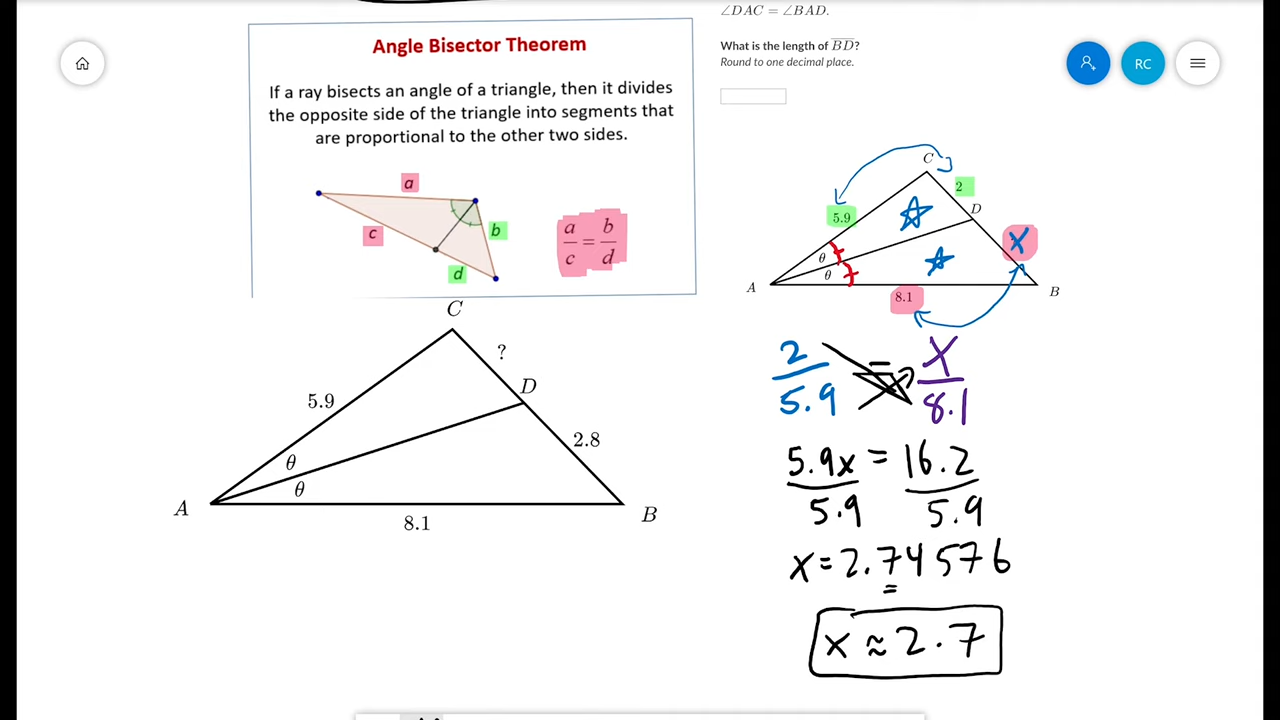 ∠DAC = ∠BAD.
Angle Bisector Theorem
What is the length of BD?
Round to one decimal place.
RC
If a ray bisects an angle of a triangle, then it divides
the opposite side of the triangle into segments that
are proportional to the other two sides.
a
b
c
d
a/c = b/d
C
2
D
5.9
X
θ
θ
A
B
8.1
C
?
D
5.9
2.8
θ
θ
A
B
8.1
2/5.9 = X/8.1
5.9x = 16.2
5.9 5.9
x=2.74576
x ≈ 2.7